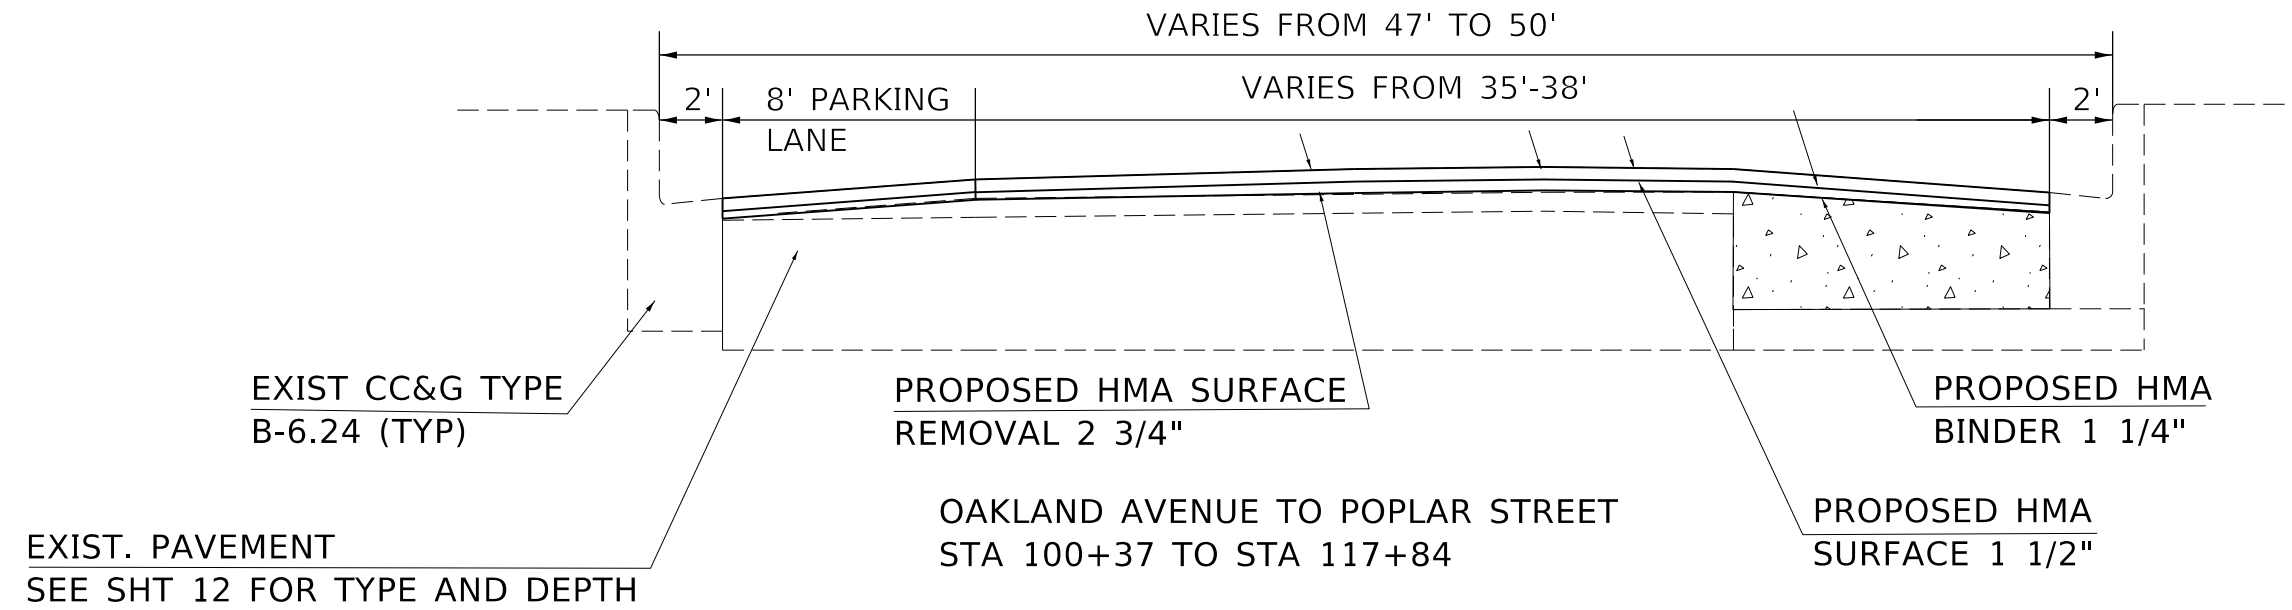 VARIES FROM 47' TO 50'
VARIES FROM 35'-38'
2'
8' PARKING
LANE
2'
EXIST CC&G TYPE
B-6.24 (TYP)
PROPOSED HMA SURFACE
REMOVAL 2 3/4"
PROPOSED HMA
BINDER 1 1/4"
OAKLAND AVENUE TO POPLAR STREET
STA 100+37 TO STA 117+84
PROPOSED HMA
SURFACE 1 1/2"
EXIST. PAVEMENT
SEE SHT 12 FOR TYPE AND DEPTH